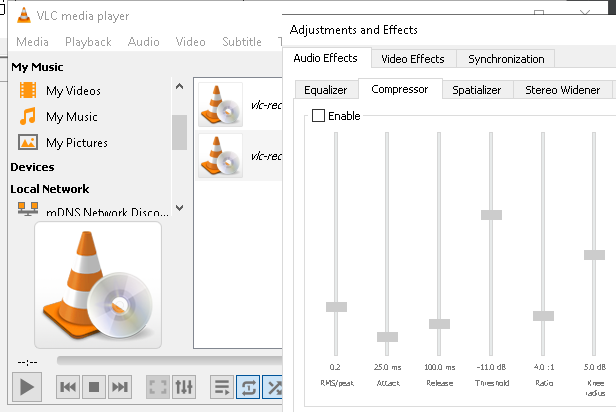 VLC media player
Media Playback Audio Video Subtitle
My Music
My Videos
My Music
My Pictures
Devices
Local Network
mDNS Network Disco...
vlc-rec
vlc-rec
--:--
Adjustments and Effects
Audio Effects Video Effects Synchronization
Equalizer Compressor Spatializer Stereo Widener
Enable
0.2 25.0 ms 100.0 ms -11.0 dB 4.0 :1 5.0 dB
RMS/peak Attack Release Threshold Ratio Knee
radius